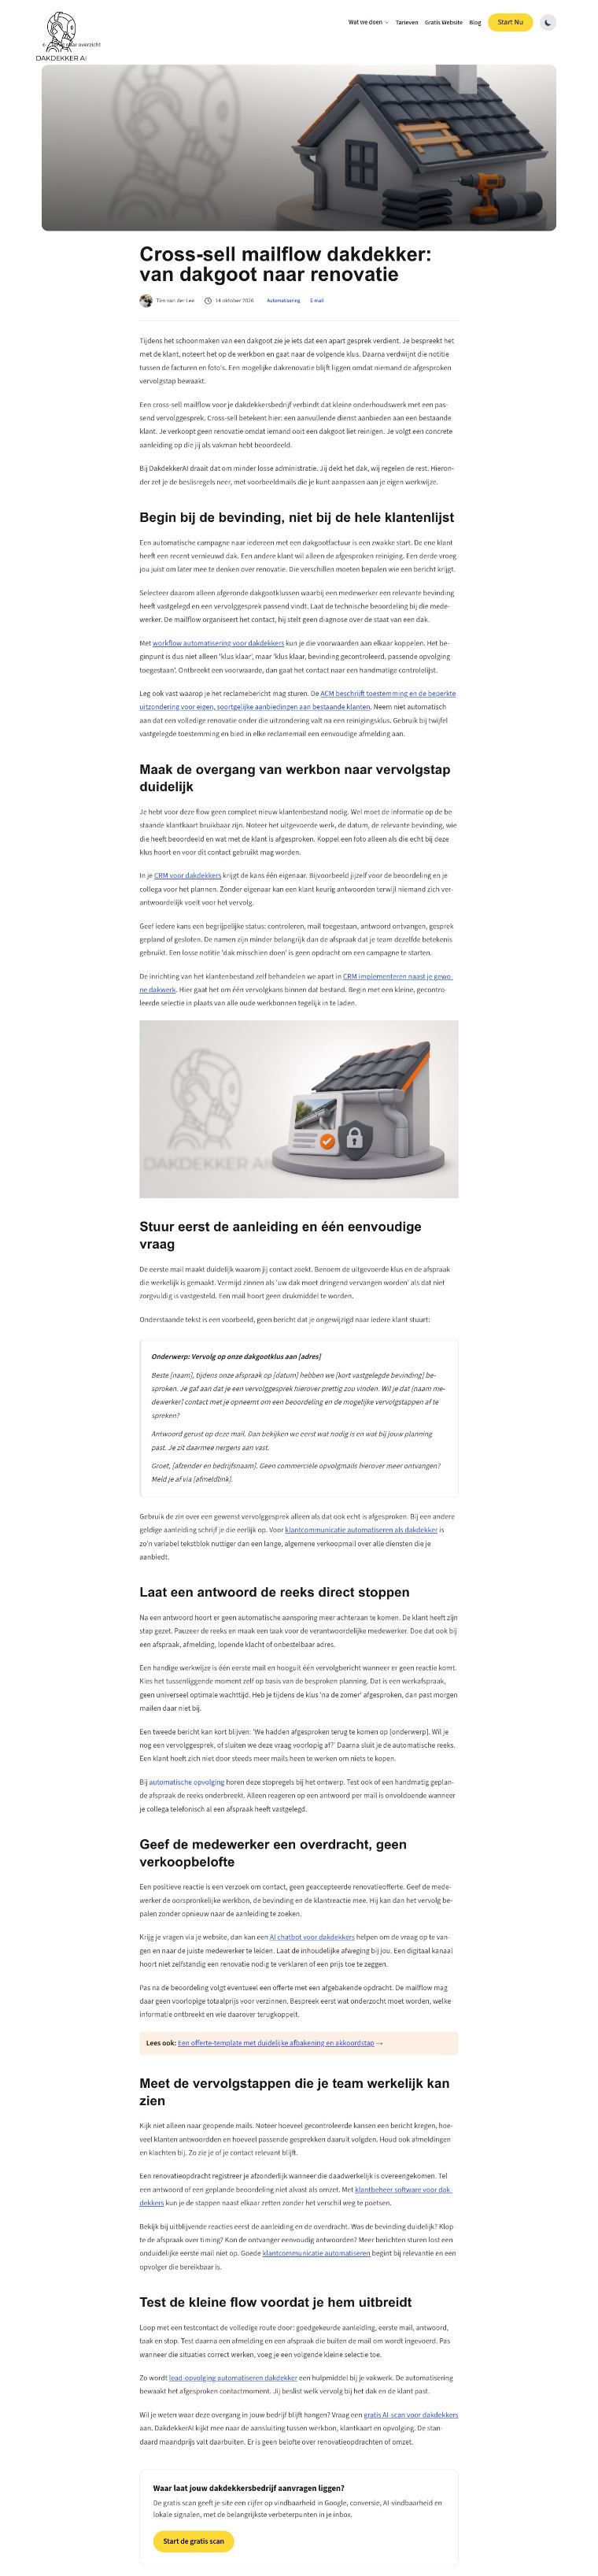 Wat we doen
Tarieven
Gratis Website
Blog
Start Nu
naar overzicht
DAKDEKKER AI
Cross-sell mailflow dakdekker:
van dakgoot naar renovatie
Tim van der Lee
14 oktober 2026
Automatisering
E-mail
Tijdens het schoonmaken van een dakgoot zie je iets dat een apart gesprek verdient. Je bespreekt het
met de klant, noteert het op de werkbon en gaat naar de volgende klus. Daarna verdwijnt die notitie
tussen de facturen en foto's. Een mogelijke dakrenovatie blijft liggen omdat niemand de afgesproken
vervolgstap bewaakt.
Een cross-sell mailflow voor je dakdekkersbedrijf verbindt dat kleine onderhoudswerk met een pas-
send vervolggesprek. Cross-sell betekent hier: een aanvullende dienst aanbieden aan een bestaande
klant. Je verkoopt geen renovatie omdat iemand ooit een dakgoot liet reinigen. Je volgt een concrete
aanleiding op die jij als vakman hebt beoordeeld.
Bij DakdekkerAI draait dat om minder losse administratie. Jij dekt het dak, wij regelen de rest. Hieron-
der zet je de beslisregels neer, met voorbeeldmails die je kunt aanpassen aan je eigen werkwijze.
Begin bij de bevinding, niet bij de hele klantenlijst
Een automatische campagne naar iedereen met een dakgootfactuur is een zwakke start. De ene klant
heeft een recent vernieuwd dak. Een andere klant wil alleen de afgesproken reiniging. Een derde vroeg
jou juist om later mee te denken over renovatie. Die verschillen moeten bepalen wie een bericht krijgt.
Selecteer daarom alleen afgeronde dakgootklussen waarbij een medewerker een relevante bevinding
heeft vastgelegd en een vervolggesprek passend vindt. Laat de technische beoordeling bij die mede-
werker. De mailflow organiseert het contact, hij stelt geen diagnose over de staat van een dak.
Met workflow automatisering voor dakdekkers kun je die voorwaarden aan elkaar koppelen. Het be-
ginpunt is dus niet alleen 'klus klaar', maar 'klus klaar, bevinding gecontroleerd, passende opvolging
toegestaan'. Ontbreekt een voorwaarde, dan gaat het contact naar een handmatige controlelijst.
Leg ook vast waarop je het reclamebericht mag sturen. De ACM beschrijft toestemming en de beperkte
uitzondering voor eigen, soortgelijke aanbiedingen aan bestaande klanten. Neem niet automatisch
aan dat een volledige renovatie onder die uitzondering valt na een reinigingsklus. Gebruik bij twijfel
vastgelegde toestemming en bied in elke reclamemail een eenvoudige afmelding aan.
Maak de overgang van werkbon naar vervolgstap
duidelijk
Je hebt voor deze flow geen compleet nieuw klantenbestand nodig. Wel moet de informatie op de be-
staande klantkaart bruikbaar zijn. Noteer het uitgevoerde werk, de datum, de relevante bevinding, wie
die heeft beoordeeld en wat met de klant is afgesproken. Koppel een foto alleen als die echt bij deze
klus hoort en voor dit contact gebruikt mag worden.
In je CRM voor dakdekkers krijgt de kans één eigenaar. Bijvoorbeeld jijzelf voor de beoordeling en je
collega voor het plannen. Zonder eigenaar kan een klant keurig antwoorden terwijl niemand zich ver-
antwoordelijk voelt voor het vervolg.
Geef iedere kans een begrijpelijke status: controleren, mail toegestaan, antwoord ontvangen, gesprek
gepland of gesloten. De namen zijn minder belangrijk dan de afspraak dat je team dezelfde betekenis
gebruikt. Een losse notitie 'dak misschien doen' is geen opdracht om een campagne te starten.
De inrichting van het klantenbestand zelf behandelen we apart in CRM implementeren naast je gewo-
ne dakwerk. Hier gaat het om één vervolgkans binnen dat bestand. Begin met een kleine, gecontro-
leerde selectie in plaats van alle oude werkbonnen tegelijk in te laden.
DAKDEKKER AI
Stuur eerst de aanleiding en één eenvoudige
vraag
De eerste mail maakt duidelijk waarom jij contact zoekt. Benoem de uitgevoerde klus en de afspraak
die werkelijk is gemaakt. Vermijd zinnen als 'uw dak moet dringend vervangen worden' als dat niet
zorgvuldig is vastgesteld. Een mail hoort geen drukmiddel te worden.
Onderstaande tekst is een voorbeeld, geen bericht dat je ongewijzigd naar iedere klant stuurt:
Onderwerp: Vervolg op onze dakgootklus aan [adres]
Beste [naam], tijdens onze afspraak op [datum] hebben we [kort vastgelegde bevinding] be-
sproken. Je gaf aan dat je een vervolggesprek hierover prettig zou vinden. Wil je dat [naam me-
dewerker] contact met je opneemt om een beoordeling en de mogelijke vervolgstappen af te
spreken?
Antwoord gerust op deze mail. Dan bekijken we eerst wat nodig is en wat bij jouw planning
past. Je zit daarmee nergens aan vast.
Groet, [afzender en bedrijfsnaam]. Geen commerciële opvolgmails hierover meer ontvangen?
Meld je af via [afmeldlink].
Gebruik de zin over een gewenst vervolggesprek alleen als dat ook echt is afgesproken. Bij een andere
geldige aanleiding schrijf je die eerlijk op. Voor klantcommunicatie automatiseren als dakdekker is
zo'n variabel tekstblok nuttiger dan een lange, algemene verkoopmail over alle diensten die je
aanbiedt.
Laat een antwoord de reeks direct stoppen
Na een antwoord hoort er geen automatische aansporing meer achteraan te komen. De klant heeft zijn
stap gezet. Pauzeer de reeks en maak een taak voor de verantwoordelijke medewerker. Doe dat ook bij
een afspraak, afmelding, lopende klacht of onbestelbaar adres.
Een handige werkwijze is één eerste mail en hooguit één vervolgbericht wanneer er geen reactie komt.
Kies het tussenliggende moment zelf op basis van de besproken planning. Dat is een werkafspraak,
geen universeel optimale wachttijd. Heb je tijdens de klus 'na de zomer' afgesproken, dan past morgen
mailen daar niet bij.
Een tweede bericht kan kort blijven: 'We hadden afgesproken terug te komen op [onderwerp]. Wil je
nog een vervolggesprek, of sluiten we deze vraag voorlopig af?' Daarna sluit je de automatische reeks.
Een klant hoeft zich niet door steeds meer mails heen te werken om niets te kopen.
Bij automatische opvolging horen deze stopregels bij het ontwerp. Test ook of een handmatig geplan-
de afspraak de reeks onderbreekt. Alleen reageren op een antwoord per mail is onvoldoende wanneer
je collega telefonisch al een afspraak heeft vastgelegd.
Geef de medewerker een overdracht, geen
verkoopbelofte
Een positieve reactie is een verzoek om contact, geen geaccepteerde renovatieofferte. Geef de mede-
werker de oorspronkelijke werkbon, de bevinding en de klantreactie mee. Hij kan dan het vervolg be-
palen zonder opnieuw naar de aanleiding te zoeken.
Krijg je vragen via je website, dan kan een AI chatbot voor dakdekkers helpen om de vraag op te van-
gen en naar de juiste medewerker te leiden. Laat de inhoudelijke afweging bij jou. Een digitaal kanaal
hoort niet zelfstandig een renovatie nodig te verklaren of een prijs toe te zeggen.
Pas na de beoordeling volgt eventueel een offerte met een afgebakende opdracht. De mailflow mag
daar geen voorlopige totaalprijs voor verzinnen. Bespreek eerst wat onderzocht moet worden, welke
informatie ontbreekt en wie daarover terugkoppelt.
Lees ook: Een offerte-template met duidelijke afbakening en akkoordstap →
Meet de vervolgstappen die je team werkelijk kan
zien
Kijk niet alleen naar geopende mails. Noteer hoeveel gecontroleerde kansen een bericht kregen, hoe-
veel klanten antwoordden en hoeveel passende gesprekken daaruit volgden. Houd ook afmeldingen
en klachten bij. Zo zie je of je contact relevant blijft.
Een renovatieopdracht registreer je afzonderlijk wanneer die daadwerkelijk is overeengekomen. Tel
een antwoord of een geplande beoordeling niet alvast als omzet. Met klantbeheer software voor dak-
dekkers kun je de stappen naast elkaar zetten zonder het verschil weg te poetsen.
Bekijk bij uitblijvende reacties eerst de aanleiding en de overdracht. Was de bevinding duidelijk? Klop-
te de afspraak over timing? Kon de ontvanger eenvoudig antwoorden? Meer berichten sturen lost een
onduidelijke eerste mail niet op. Goede klantcommunicatie automatiseren begint bij relevantie en een
opvolger die bereikbaar is.
Test de kleine flow voordat je hem uitbreidt
Loop met een testcontact de volledige route door: goedgekeurde aanleiding, eerste mail, antwoord,
taak en stop. Test daarna een afmelding en een afspraak die buiten de mail om wordt ingevoerd. Pas
wanneer die situaties correct werken, voeg je een volgende kleine selectie toe.
Zo wordt lead-opvolging automatiseren dakdekker een hulpmiddel bij je vakwerk. De automatisering
bewaakt het afgesproken contactmoment. Jij beslist welk vervolg bij het dak en de klant past.
Wil je weten waar deze overgang in jouw bedrijf blijft hangen? Vraag een gratis AI-scan voor dakdekkers
aan. DakdekkerAI kijkt mee naar de aansluiting tussen werkbon, klantkaart en opvolging. De stan-
daard maandprijs valt daarbuiten. Er is geen belofte over renovatieopdrachten of omzet.
Waar laat jouw dakdekkersbedrijf aanvragen liggen?
De gratis scan geeft je site een cijfer op vindbaarheid in Google, conversie, AI-vindbaarheid en
lokale signalen, met de belangrijkste verbeterpunten in je inbox.
Start de gratis scan